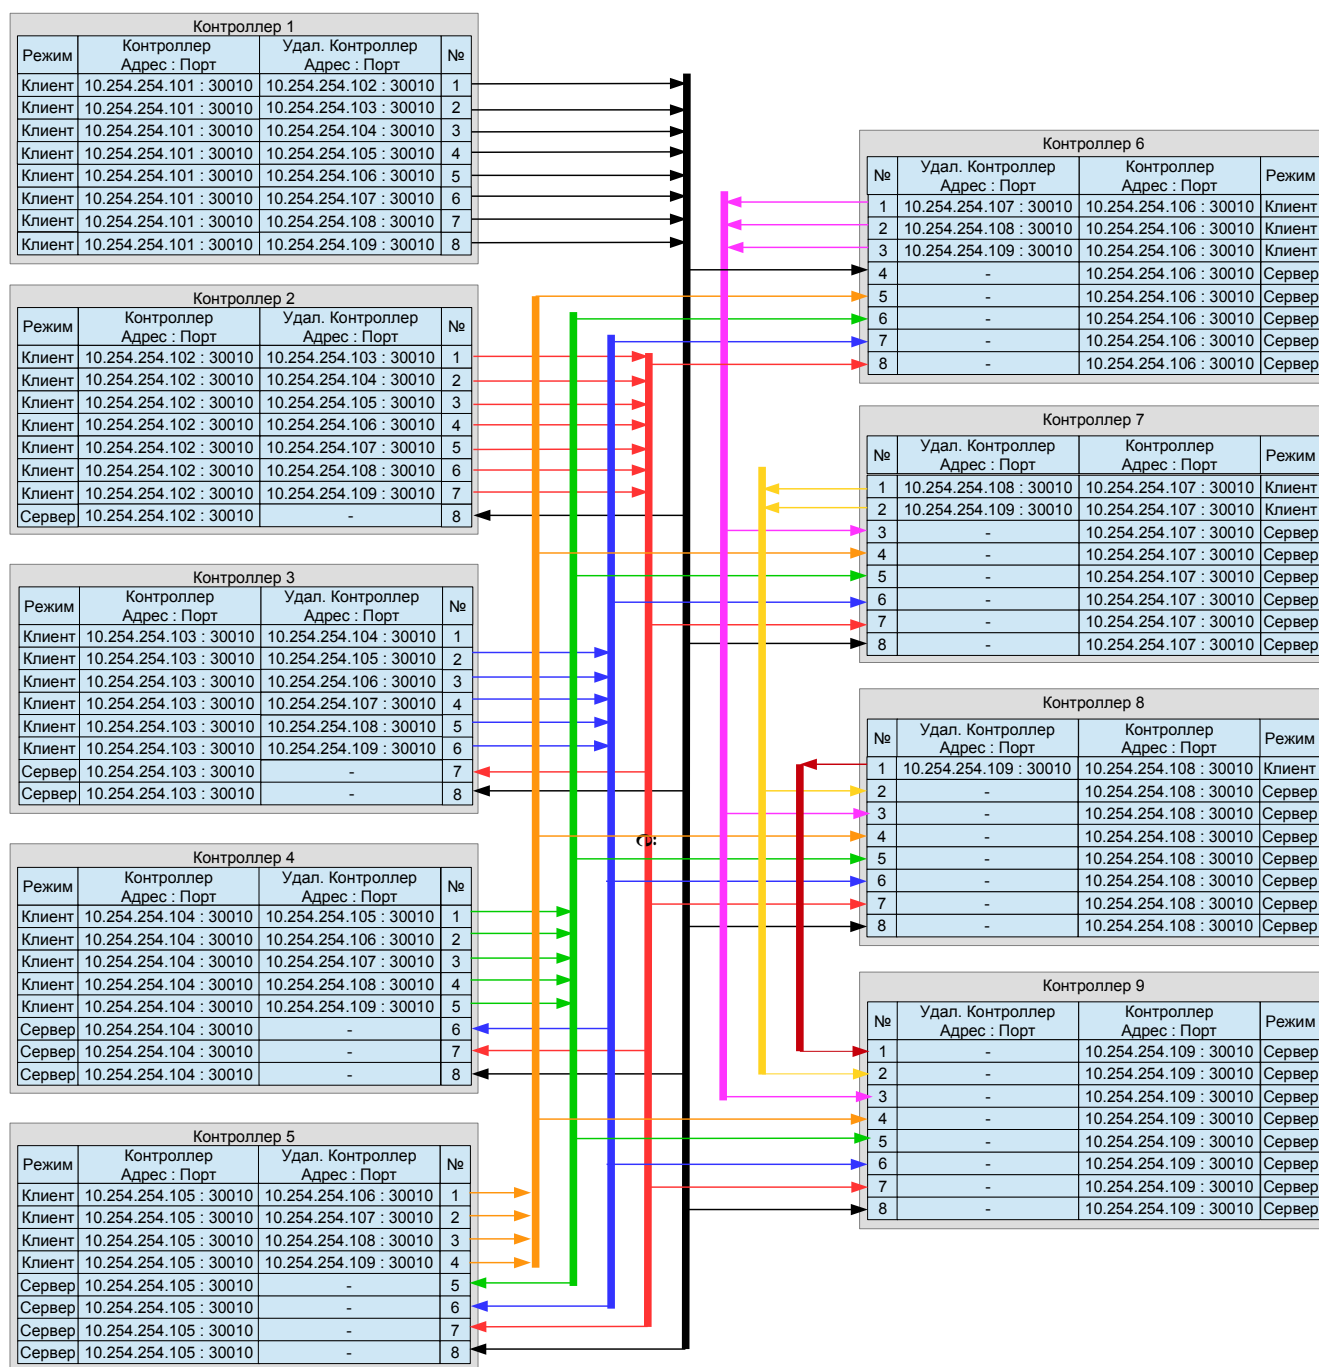 Контроллер 1
Режим Контроллер Адрес : Порт Удал. Контроллер Адрес : Порт №
Клиент 10.254.254.101 : 30010 10.254.254.102 : 30010 1
Клиент 10.254.254.101 : 30010 10.254.254.103 : 30010 2
Клиент 10.254.254.101 : 30010 10.254.254.104 : 30010 3
Клиент 10.254.254.101 : 30010 10.254.254.105 : 30010 4
Клиент 10.254.254.101 : 30010 10.254.254.106 : 30010 5
Клиент 10.254.254.101 : 30010 10.254.254.107 : 30010 6
Клиент 10.254.254.101 : 30010 10.254.254.108 : 30010 7
Клиент 10.254.254.101 : 30010 10.254.254.109 : 30010 8
Контроллер 2
Режим Контроллер Адрес : Порт Удал. Контроллер Адрес : Порт №
Клиент 10.254.254.102 : 30010 10.254.254.103 : 30010 1
Клиент 10.254.254.102 : 30010 10.254.254.104 : 30010 2
Клиент 10.254.254.102 : 30010 10.254.254.105 : 30010 3
Клиент 10.254.254.102 : 30010 10.254.254.106 : 30010 4
Клиент 10.254.254.102 : 30010 10.254.254.107 : 30010 5
Клиент 10.254.254.102 : 30010 10.254.254.108 : 30010 6
Клиент 10.254.254.102 : 30010 10.254.254.109 : 30010 7
Сервер 10.254.254.102 : 30010 - 8
Контроллер 3
Режим Контроллер Адрес : Порт Удал. Контроллер Адрес : Порт №
Клиент 10.254.254.103 : 30010 10.254.254.104 : 30010 1
Клиент 10.254.254.103 : 30010 10.254.254.105 : 30010 2
Клиент 10.254.254.103 : 30010 10.254.254.106 : 30010 3
Клиент 10.254.254.103 : 30010 10.254.254.107 : 30010 4
Клиент 10.254.254.103 : 30010 10.254.254.108 : 30010 5
Клиент 10.254.254.103 : 30010 10.254.254.109 : 30010 6
Сервер 10.254.254.103 : 30010 - 7
Сервер 10.254.254.103 : 30010 - 8
Контроллер 4
Режим Контроллер Адрес : Порт Удал. Контроллер Адрес : Порт №
Клиент 10.254.254.104 : 30010 10.254.254.105 : 30010 1
Клиент 10.254.254.104 : 30010 10.254.254.106 : 30010 2
Клиент 10.254.254.104 : 30010 10.254.254.107 : 30010 3
Клиент 10.254.254.104 : 30010 10.254.254.108 : 30010 4
Клиент 10.254.254.104 : 30010 10.254.254.109 : 30010 5
Сервер 10.254.254.104 : 30010 - 6
Сервер 10.254.254.104 : 30010 - 7
Сервер 10.254.254.104 : 30010 - 8
Контроллер 5
Режим Контроллер Адрес : Порт Удал. Контроллер Адрес : Порт №
Клиент 10.254.254.105 : 30010 10.254.254.106 : 30010 1
Клиент 10.254.254.105 : 30010 10.254.254.107 : 30010 2
Клиент 10.254.254.105 : 30010 10.254.254.108 : 30010 3
Клиент 10.254.254.105 : 30010 10.254.254.109 : 30010 4
Сервер 10.254.254.105 : 30010 - 5
Сервер 10.254.254.105 : 30010 - 6
Сервер 10.254.254.105 : 30010 - 7
Сервер 10.254.254.105 : 30010 - 8
Контроллер 6
№ Удал. Контроллер Адрес : Порт Контроллер Адрес : Порт Режим
1 10.254.254.107 : 30010 10.254.254.106 : 30010 Клиент
2 10.254.254.108 : 30010 10.254.254.106 : 30010 Клиент
3 10.254.254.109 : 30010 10.254.254.106 : 30010 Клиент
4 - 10.254.254.106 : 30010 Сервер
5 - 10.254.254.106 : 30010 Сервер
6 - 10.254.254.106 : 30010 Сервер
7 - 10.254.254.106 : 30010 Сервер
8 - 10.254.254.106 : 30010 Сервер
Контроллер 7
№ Удал. Контроллер Адрес : Порт Контроллер Адрес : Порт Режим
1 10.254.254.108 : 30010 10.254.254.107 : 30010 Клиент
2 10.254.254.109 : 30010 10.254.254.107 : 30010 Клиент
3 - 10.254.254.107 : 30010 Сервер
4 - 10.254.254.107 : 30010 Сервер
5 - 10.254.254.107 : 30010 Сервер
6 - 10.254.254.107 : 30010 Сервер
7 - 10.254.254.107 : 30010 Сервер
8 - 10.254.254.107 : 30010 Сервер
Контроллер 8
№ Удал. Контроллер Адрес : Порт Контроллер Адрес : Порт Режим
1 10.254.254.109 : 30010 10.254.254.108 : 30010 Клиент
2 - 10.254.254.108 : 30010 Сервер
3 - 10.254.254.108 : 30010 Сервер
4 - 10.254.254.108 : 30010 Сервер
5 - 10.254.254.108 : 30010 Сервер
6 - 10.254.254.108 : 30010 Сервер
7 - 10.254.254.108 : 30010 Сервер
8 - 10.254.254.108 : 30010 Сервер
Контроллер 9
№ Удал. Контроллер Адрес : Порт Контроллер Адрес : Порт Режим
1 - 10.254.254.109 : 30010 Сервер
2 - 10.254.254.109 : 30010 Сервер
3 - 10.254.254.109 : 30010 Сервер
4 - 10.254.254.109 : 30010 Сервер
5 - 10.254.254.109 : 30010 Сервер
6 - 10.254.254.109 : 30010 Сервер
7 - 10.254.254.109 : 30010 Сервер
8 - 10.254.254.109 : 30010 Сервер